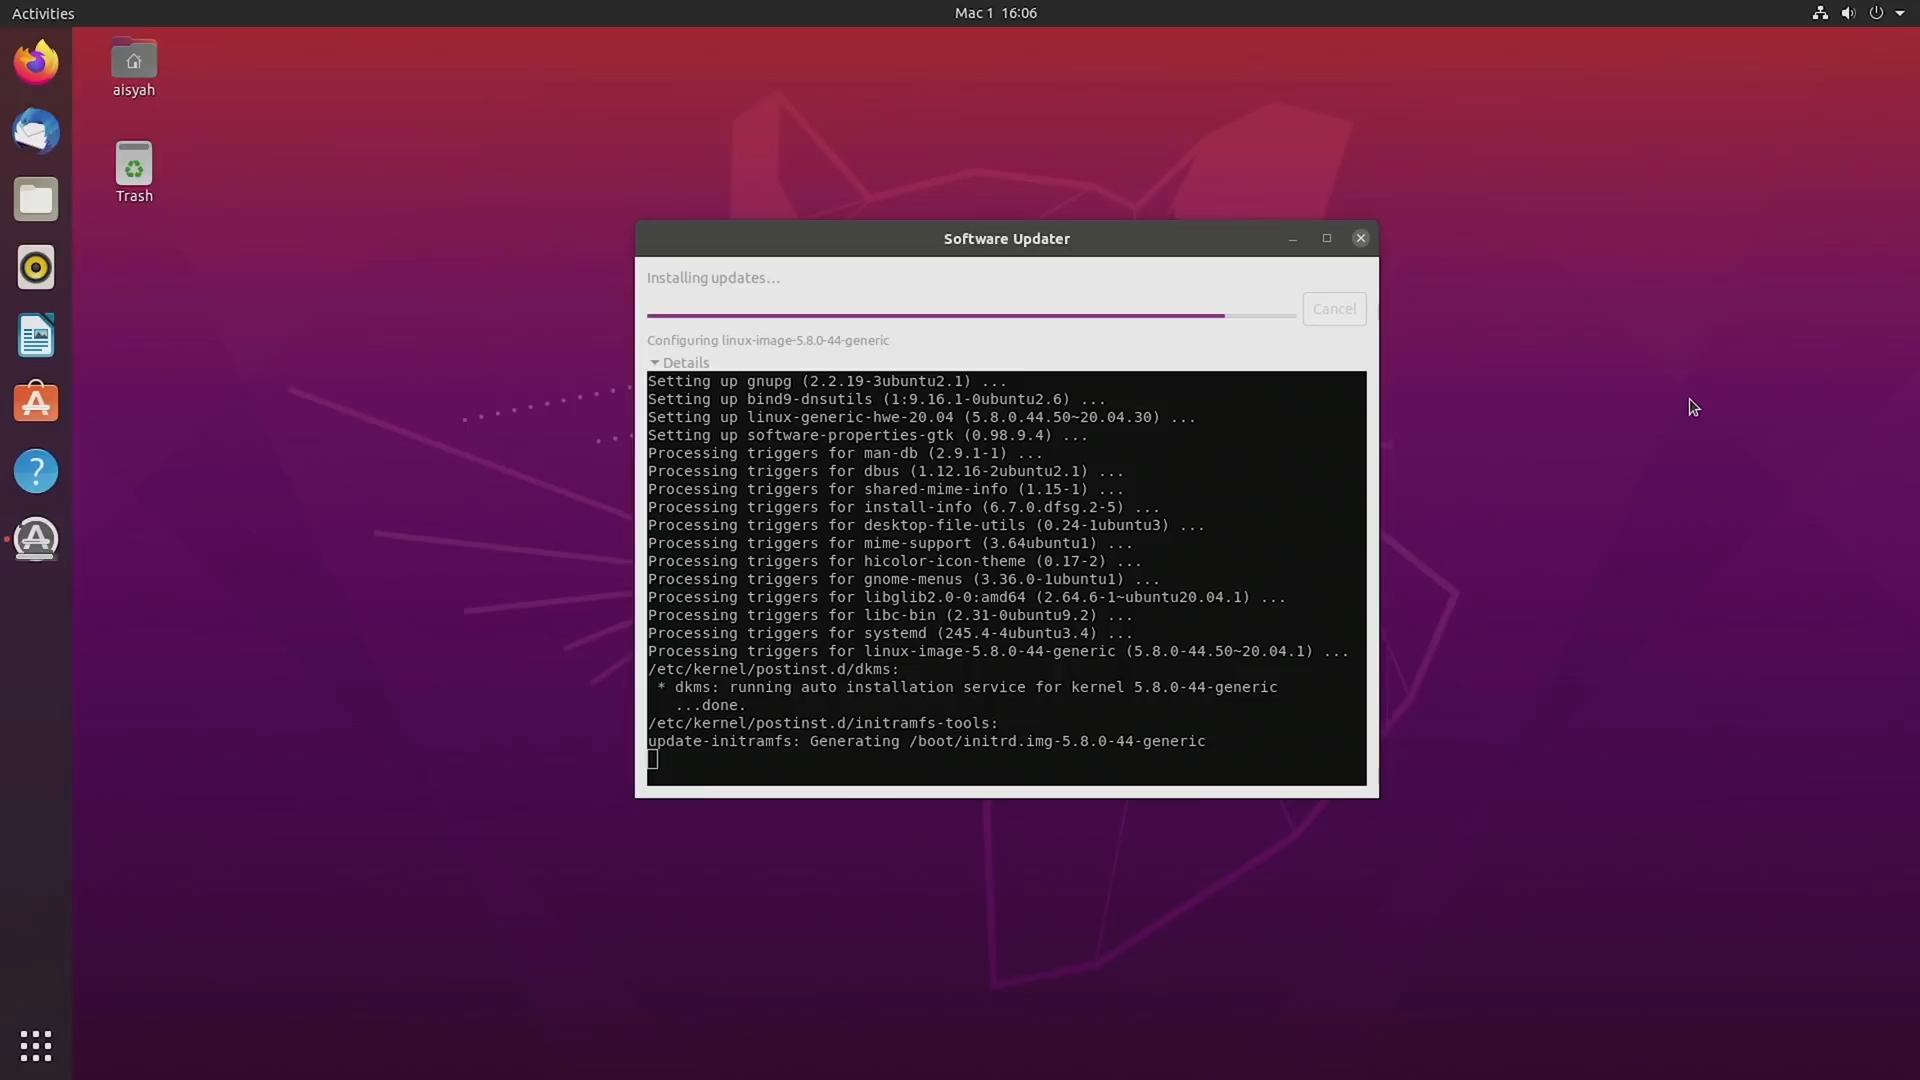 Activities
Mac 1 16:06
aisyah
Trash
Software Updater
Installing updates…
Cancel
Configuring linux-image-5.8.0-44-generic
Details
Setting up gnupg (2.2.19-3ubuntu2.1) ...
Setting up bind9-dnsutils (1:9.16.1-0ubuntu2.6) ...
Setting up linux-generic-hwe-20.04 (5.8.0.44.50~20.04.30) ...
Setting up software-properties-gtk (0.98.9.4) ...
Processing triggers for man-db (2.9.1-1) ...
Processing triggers for dbus (1.12.16-2ubuntu2.1) ...
Processing triggers for shared-mime-info (1.15-1) ...
Processing triggers for install-info (6.7.0.dfsg.2-5) ...
Processing triggers for desktop-file-utils (0.24-1ubuntu3) ...
Processing triggers for mime-support (3.64ubuntu1) ...
Processing triggers for hicolor-icon-theme (0.17-2) ...
Processing triggers for gnome-menus (3.36.0-1ubuntu1) ...
Processing triggers for libglib2.0-0:amd64 (2.64.6-1~ubuntu20.04.1) ...
Processing triggers for libc-bin (2.31-0ubuntu9.2) ...
Processing triggers for systemd (245.4-4ubuntu3.4) ...
Processing triggers for linux-image-5.8.0-44-generic (5.8.0-44.50~20.04.1) ...
/etc/kernel/postinst.d/dkms:
* dkms: running auto installation service for kernel 5.8.0-44-generic
...done.
/etc/kernel/postinst.d/initramfs-tools:
update-initramfs: Generating /boot/initrd.img-5.8.0-44-generic